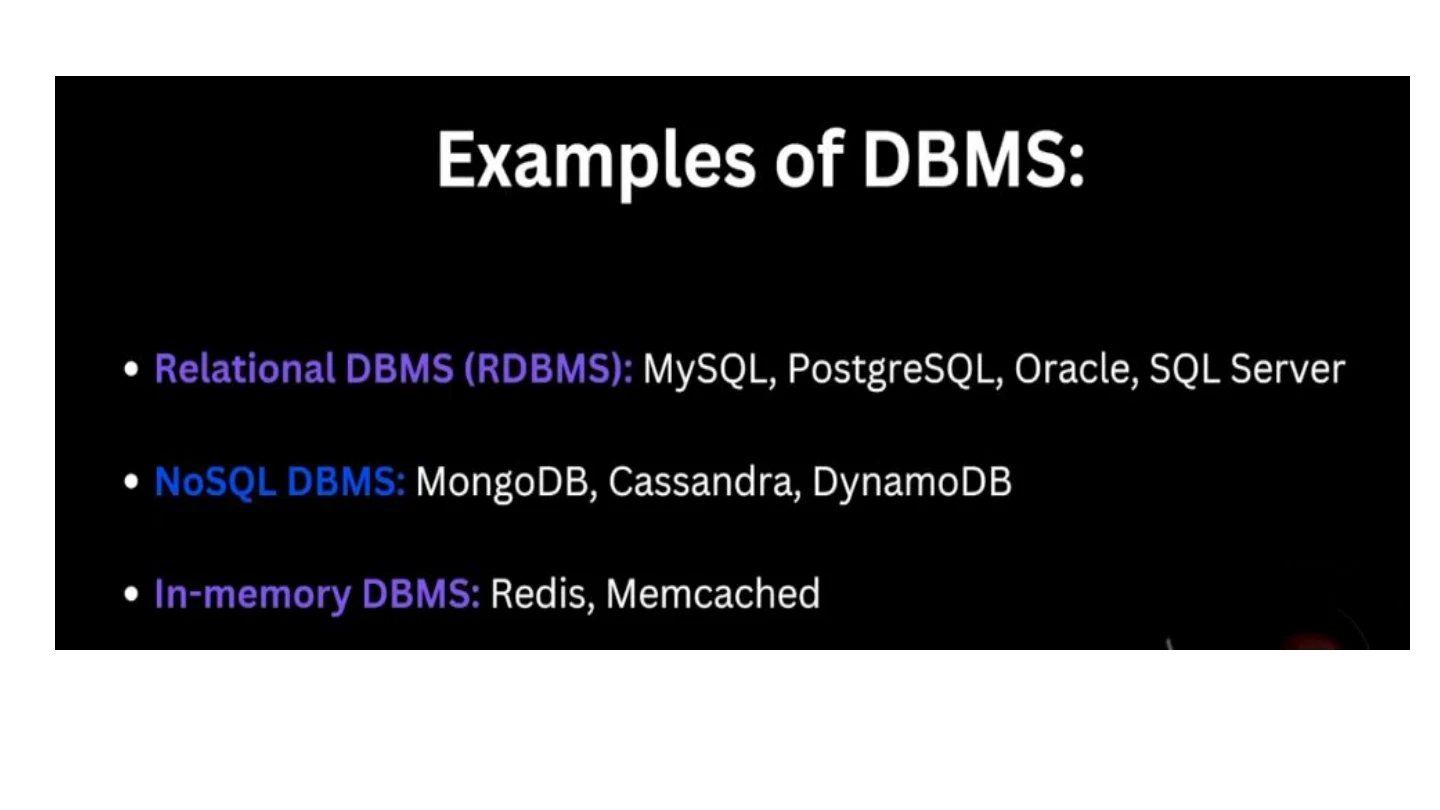 Examples of DBMS:
• Relational DBMS (RDBMS): MySQL, PostgreSQL, Oracle, SQL Server
• NoSQL DBMS: MongoDB, Cassandra, DynamoDB
• In-memory DBMS: Redis, Memcached